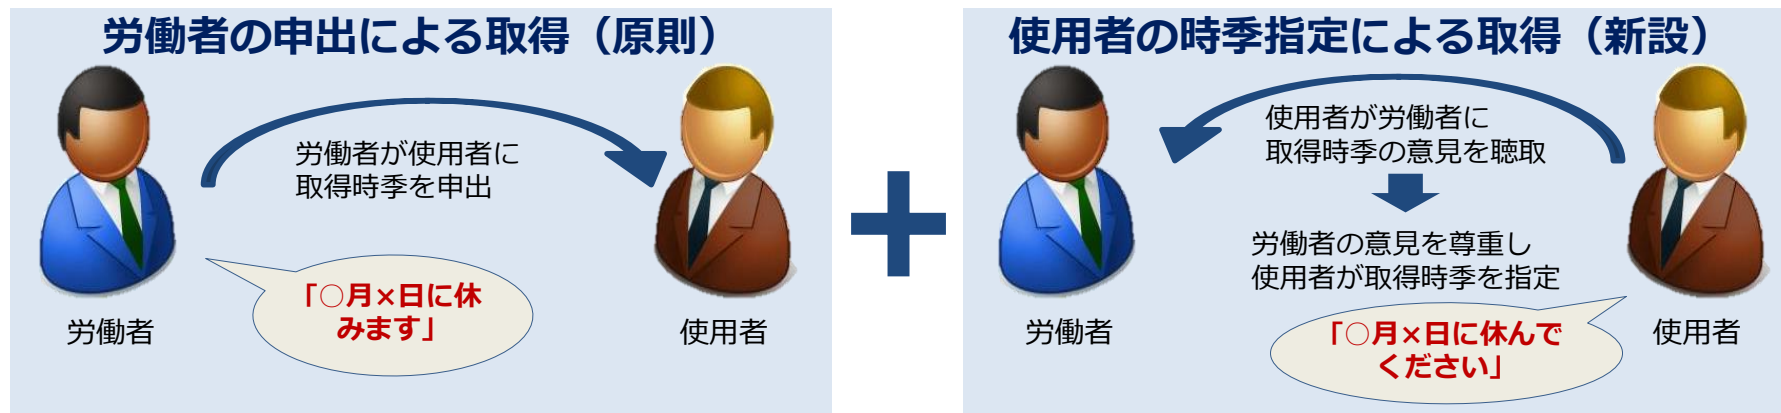 労働者の申出による取得（原則）
労働者が使用者に
取得時季を申出
「○月×日に休
みます」
労働者
使用者
使用者の時季指定による取得（新設）
使用者が労働者に
取得時季の意見を聴取
労働者の意見を尊重し
使用者が取得時季を指定
「○月×日に休んで
ください」
労働者
使用者